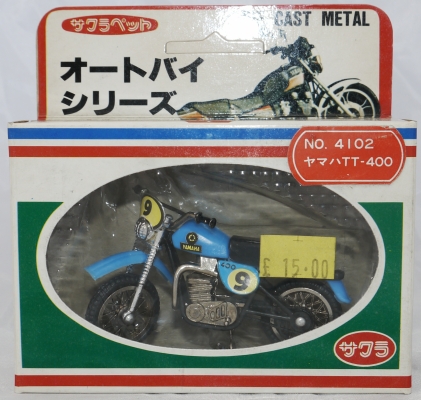 サクラペット
CAST METAL
オートバイ
シリーズ
NO. 4102
ヤマハTT-400
9
YAMAHA
400
9
£ 15.00
サクラ